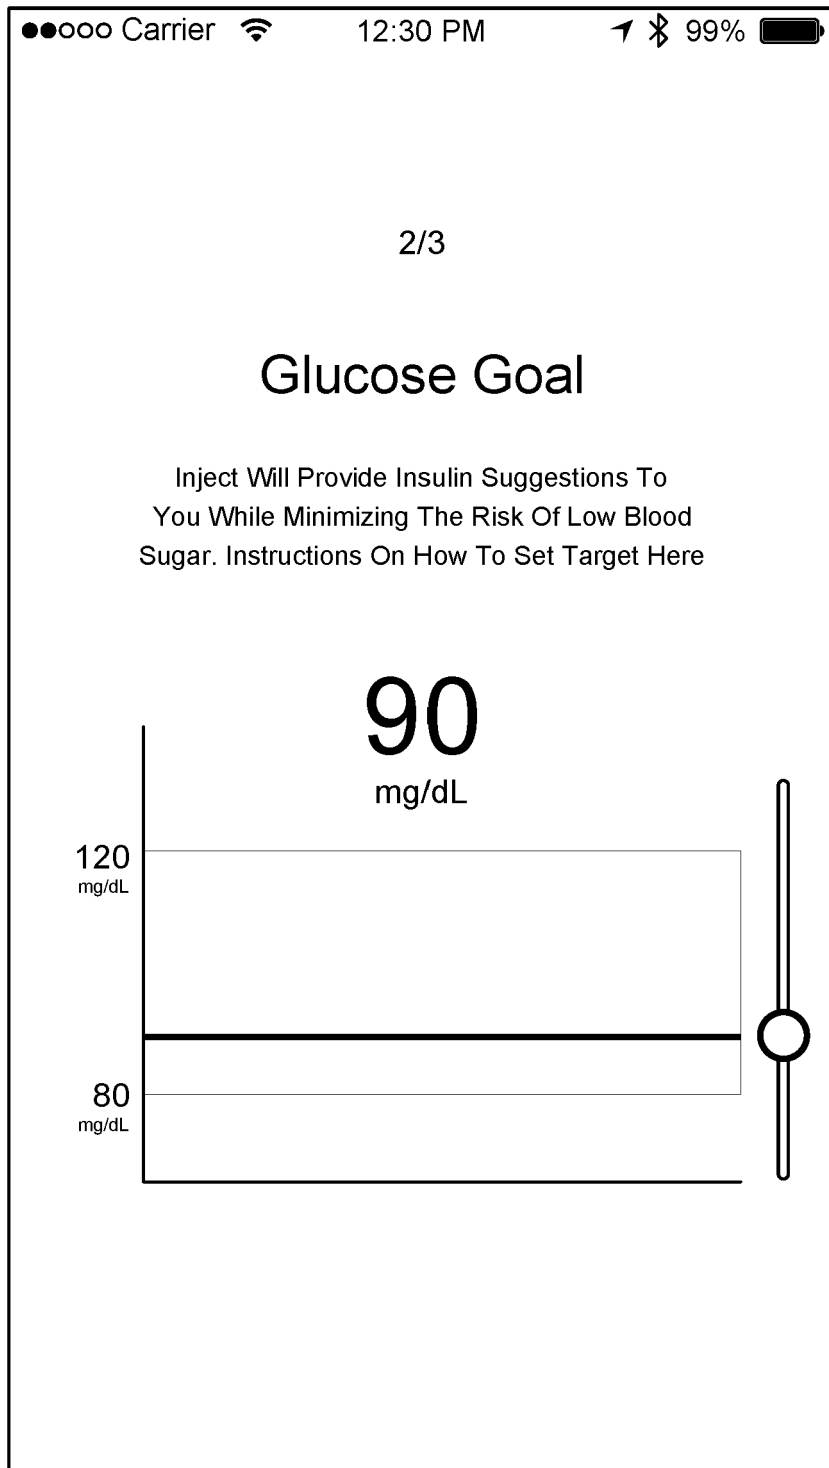 Carrier 12:30 PM 99%
2/3
Glucose Goal
Inject Will Provide Insulin Suggestions To
You While Minimizing The Risk Of Low Blood
Sugar. Instructions On How To Set Target Here
90
mg/dL
120
mg/dL
80
mg/dL